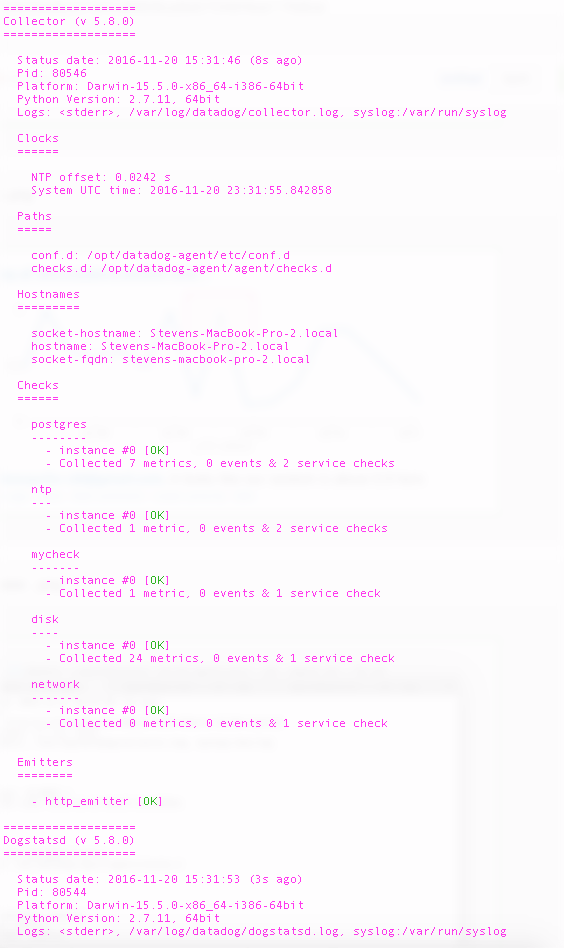 ===================
Collector (v 5.8.0)
===================
Status date: 2016-11-20 15:31:46 (8s ago)
Pid: 80546
Platform: Darwin-15.5.0-x86_64-i386-64bit
Python Version: 2.7.11, 64bit
Logs: <stderr>, /var/log/datadog/collector.log, syslog:/var/run/syslog
Clocks
======
NTP offset: 0.0242 s
System UTC time: 2016-11-20 23:31:55.842858
Paths
=====
conf.d: /opt/datadog-agent/etc/conf.d
checks.d: /opt/datadog-agent/agent/checks.d
Hostnames
=========
socket-hostname: Stevens-MacBook-Pro-2.local
hostname: Stevens-MacBook-Pro-2.local
socket-fqdn: stevens-macbook-pro-2.local
Checks
======
postgres
--------
- instance #0 [OK]
- Collected 7 metrics, 0 events & 2 service checks
ntp
---
- instance #0 [OK]
- Collected 1 metric, 0 events & 2 service checks
mycheck
-------
- instance #0 [OK]
- Collected 1 metric, 0 events & 1 service check
disk
----
- instance #0 [OK]
- Collected 24 metrics, 0 events & 1 service check
network
-------
- instance #0 [OK]
- Collected 0 metrics, 0 events & 1 service check
Emitters
========
- http_emitter [OK]
===================
Dogstatsd (v 5.8.0)
===================
Status date: 2016-11-20 15:31:53 (3s ago)
Pid: 80544
Platform: Darwin-15.5.0-x86_64-i386-64bit
Python Version: 2.7.11, 64bit
Logs: <stderr>, /var/log/datadog/dogstatsd.log, syslog:/var/run/syslog